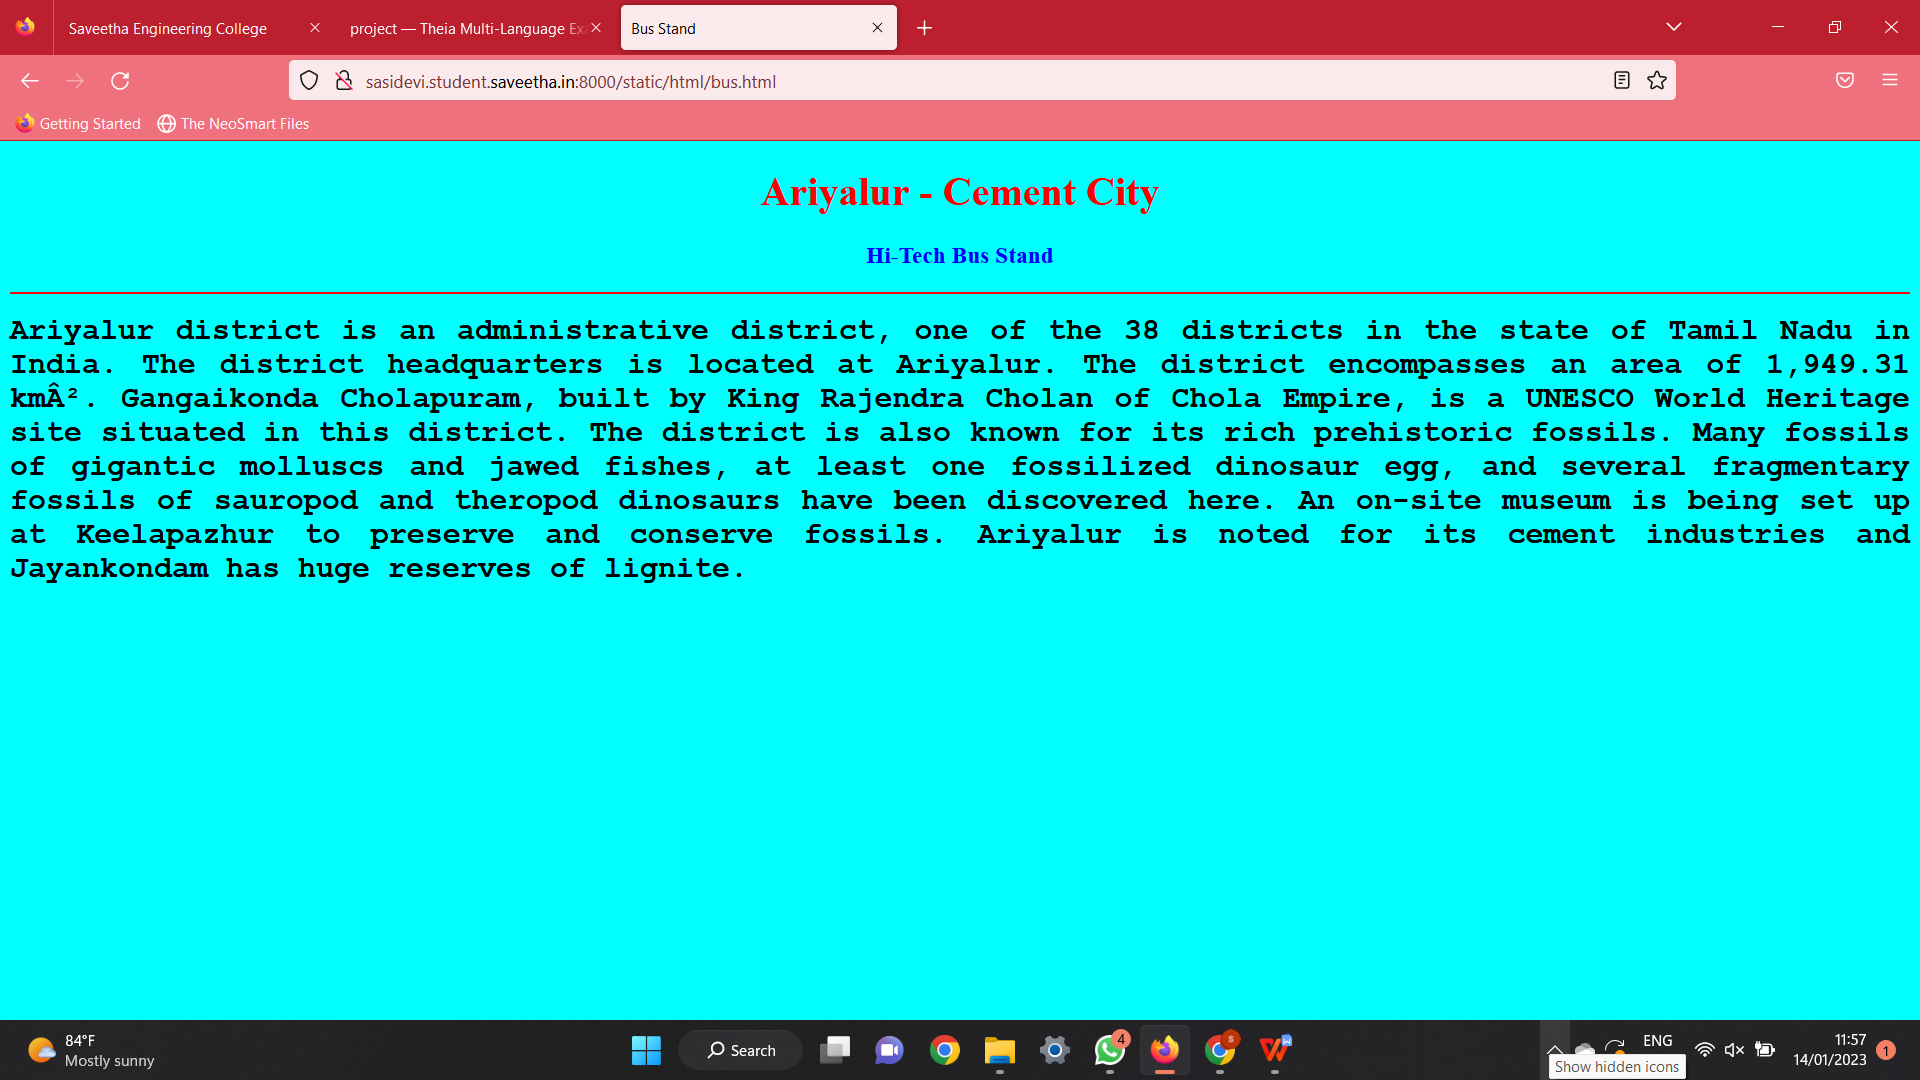 Saveetha Engineering College
project — Theia Multi-Language Ex
Bus Stand
sasidevi.student.saveetha.in:8000/static/html/bus.html
Getting Started
The NeoSmart Files
Ariyalur - Cement City
Hi-Tech Bus Stand
Ariyalur district is an administrative district, one of the 38 districts in the state of Tamil Nadu in
India. The district headquarters is located at Ariyalur. The district encompasses an area of 1,949.31
kmÂ². Gangaikonda Cholapuram, built by King Rajendra Cholan of Chola Empire, is a UNESCO World Heritage
site situated in this district. The district is also known for its rich prehistoric fossils. Many fossils
of gigantic molluscs and jawed fishes, at least one fossilized dinosaur egg, and several fragmentary
fossils of sauropod and theropod dinosaurs have been discovered here. An on-site museum is being set up
at Keelapazhur to preserve and conserve fossils. Ariyalur is noted for its cement industries and
Jayankondam has huge reserves of lignite.
84°F
Mostly sunny
Search
4
S
W
ENG
Show hidden icons
11:57
14/01/2023
1